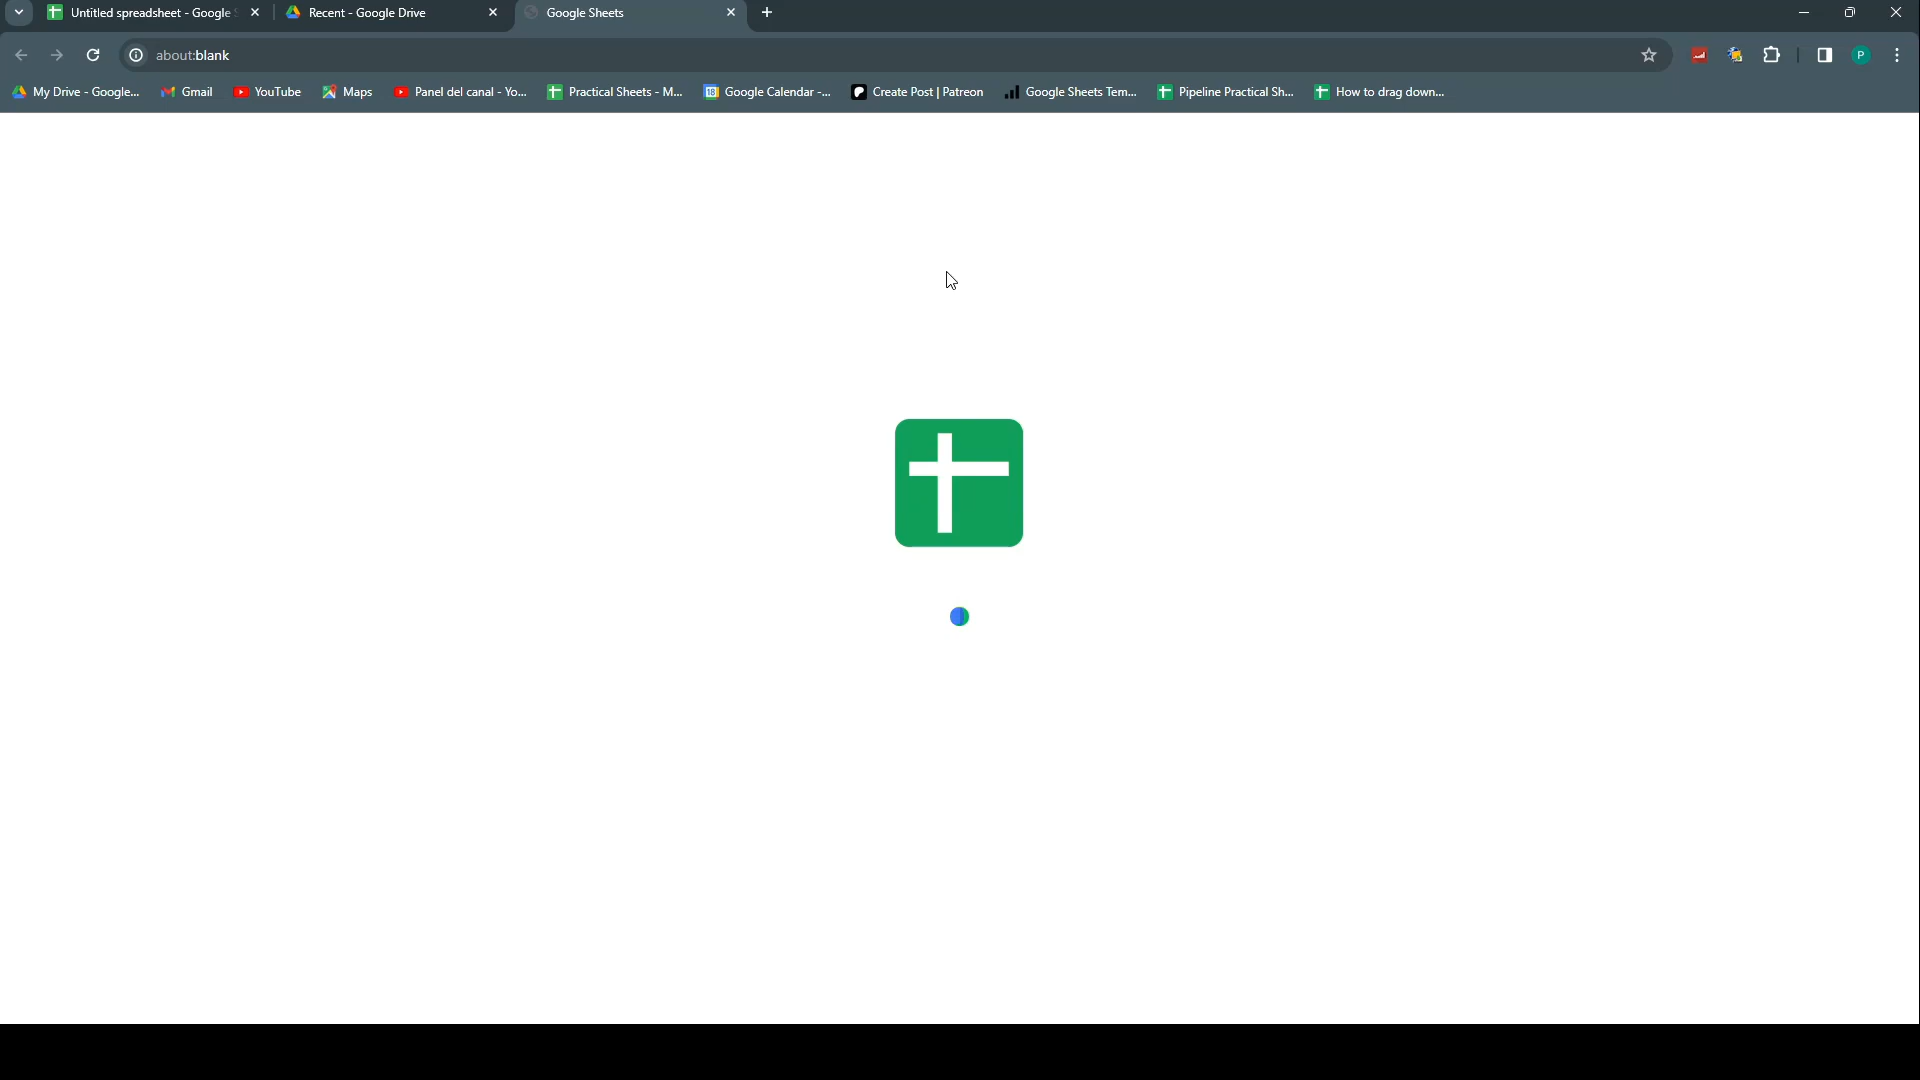 Untitled spreadsheet - Google S
Recent - Google Drive
Google Sheets
about:blank
P
My Drive - Google...
Gmail
YouTube
Maps
Panel del canal - Yo...
Practical Sheets - M...
18
Google Calendar -...
Create Post | Patreon
Google Sheets Tem...
Pipeline Practical Sh...
How to drag down...